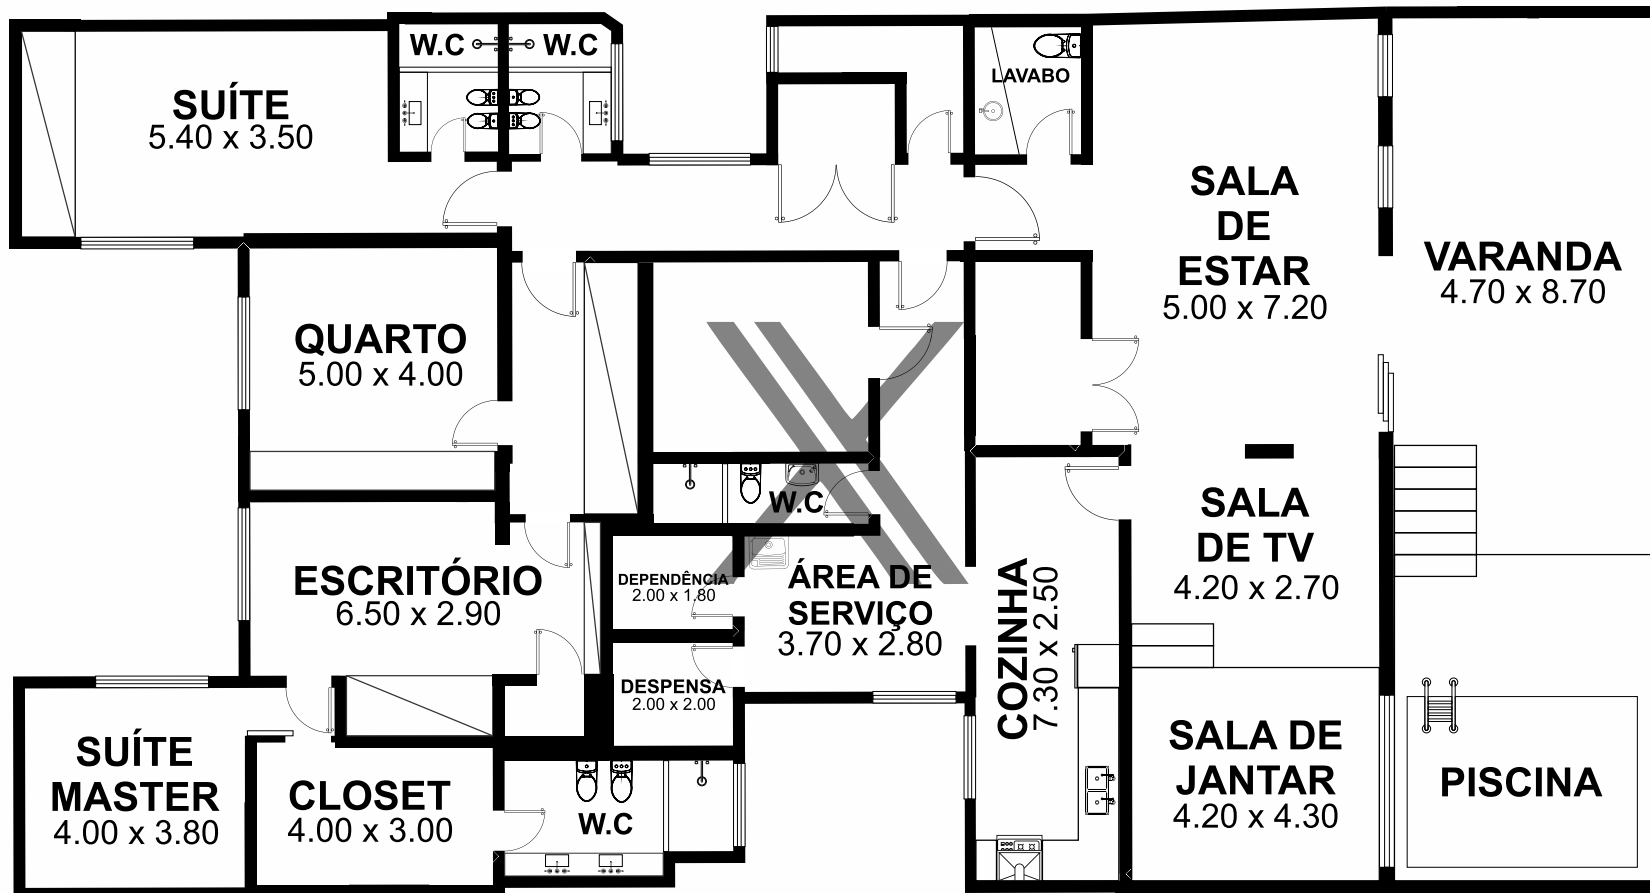 W.C
W.C
SUÍTE
5.40 x 3.50
LAVABO
SALA
DE
ESTAR
5.00 x 7.20
VARANDA
4.70 x 8.70
QUARTO
5.00 x 4.00
W.C
SALA
DE TV
4.20 x 2.70
ESCRITÓRIO
6.50 x 2.90
DEPENDÊNCIA
2.00 x 1.80
ÁREA DE
SERVIÇO
3.70 x 2.80
COZINHA
7.30 x 2.50
DESPENSA
2.00 x 2.00
SUÍTE
MASTER
4.00 x 3.80
CLOSET
4.00 x 3.00
W.C
SALA DE
JANTAR
4.20 x 4.30
PISCINA